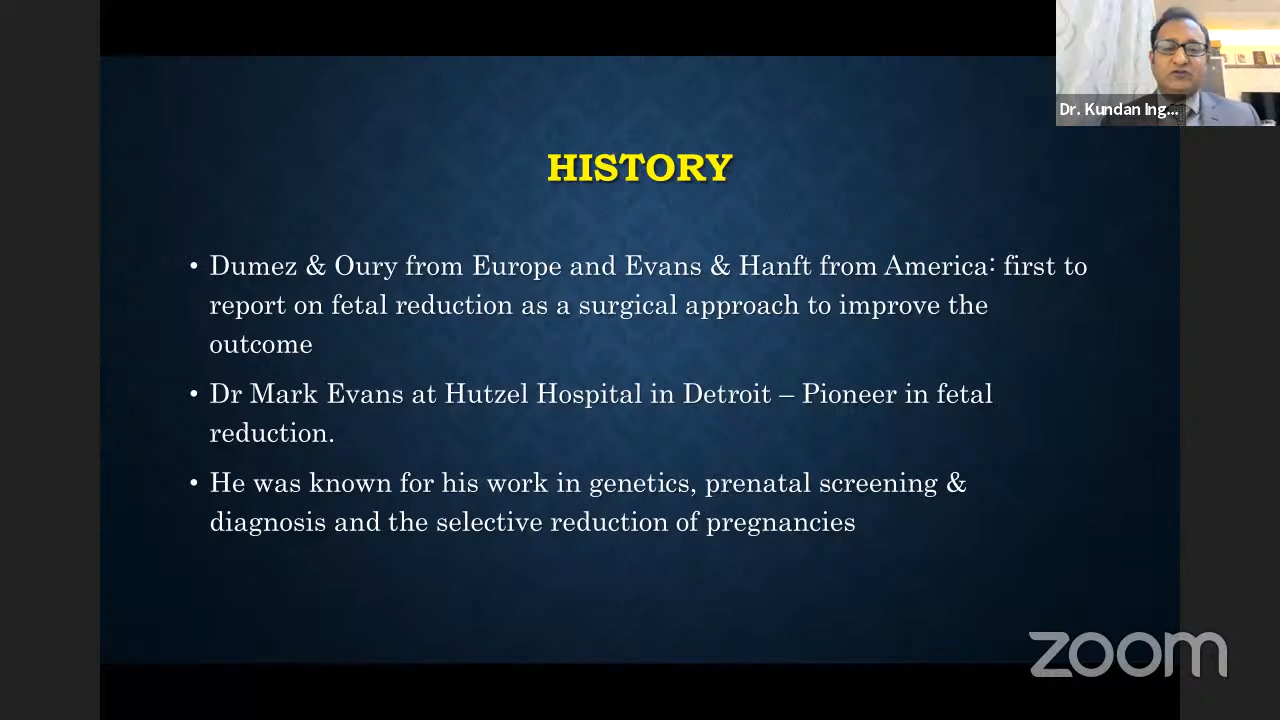 Dr. Kundan Ing...
HISTORY
• Dumez & Oury from Europe and Evans & Hanft from America: first to
report on fetal reduction as a surgical approach to improve the
outcome
• Dr Mark Evans at Hutzel Hospital in Detroit – Pioneer in fetal
reduction.
• He was known for his work in genetics, prenatal screening &
diagnosis and the selective reduction of pregnancies
zoom